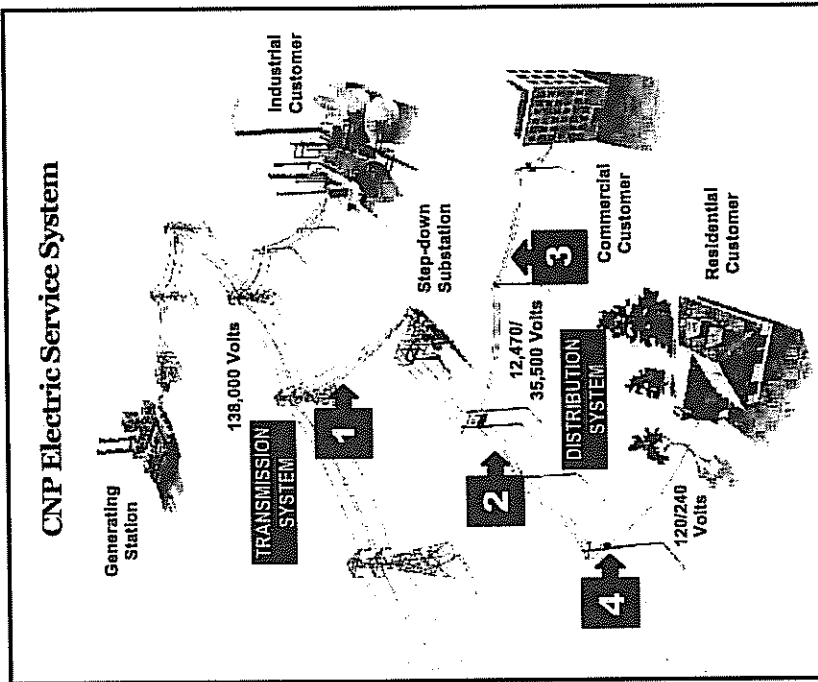 CNP Electric Service System
Generating
Station
Industrial
Customer
138,000 Volts
TRANSMISSION
SYSTEM
1
Step-down
Substation
2
12,470/
35,500 Volts
3
DISTRIBUTION
SYSTEM
Commercial
Customer
4
120/240
Volts
Residential
Customer